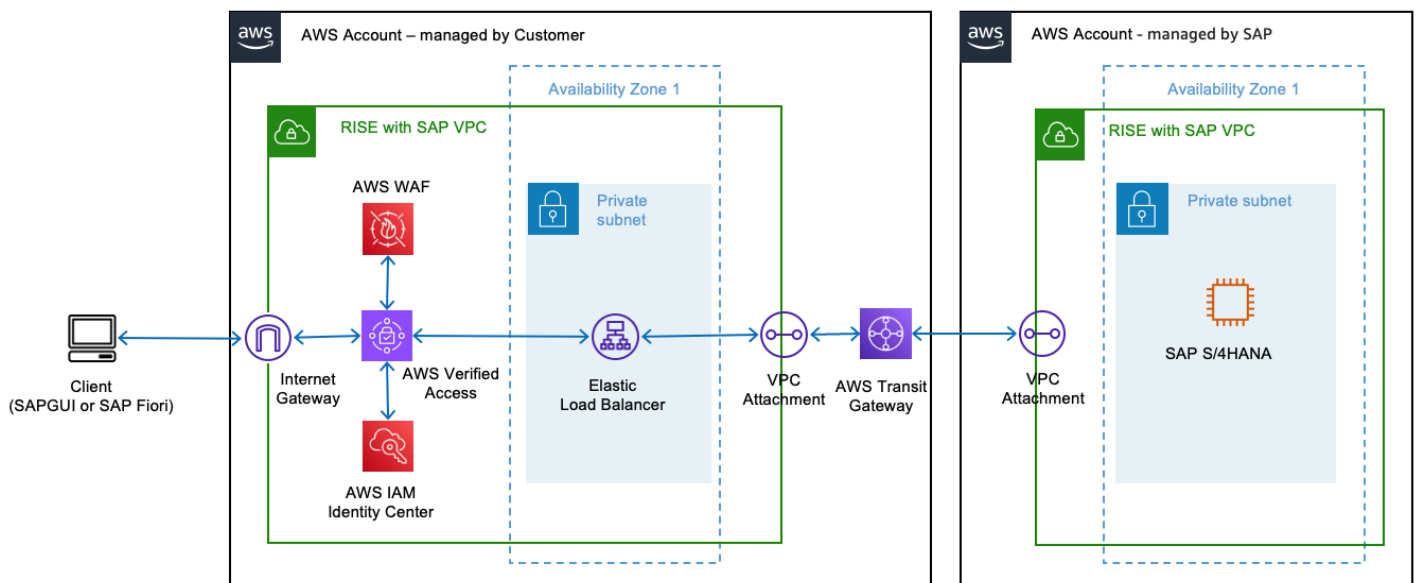 aws
AWS Account – managed by Customer
Availability Zone 1
RISE with SAP VPC
AWS WAF
Private
subnet
Client
(SAPGUI or SAP Fiori)
Internet
Gateway
AWS Verified
Access
Elastic
Load Balancer
VPC
Attachment
AWS Transit
Gateway
AWS IAM
Identity Center
aws
AWS Account - managed by SAP
Availability Zone 1
RISE with SAP VPC
Private subnet
SAP S/4HANA
VPC
Attachment